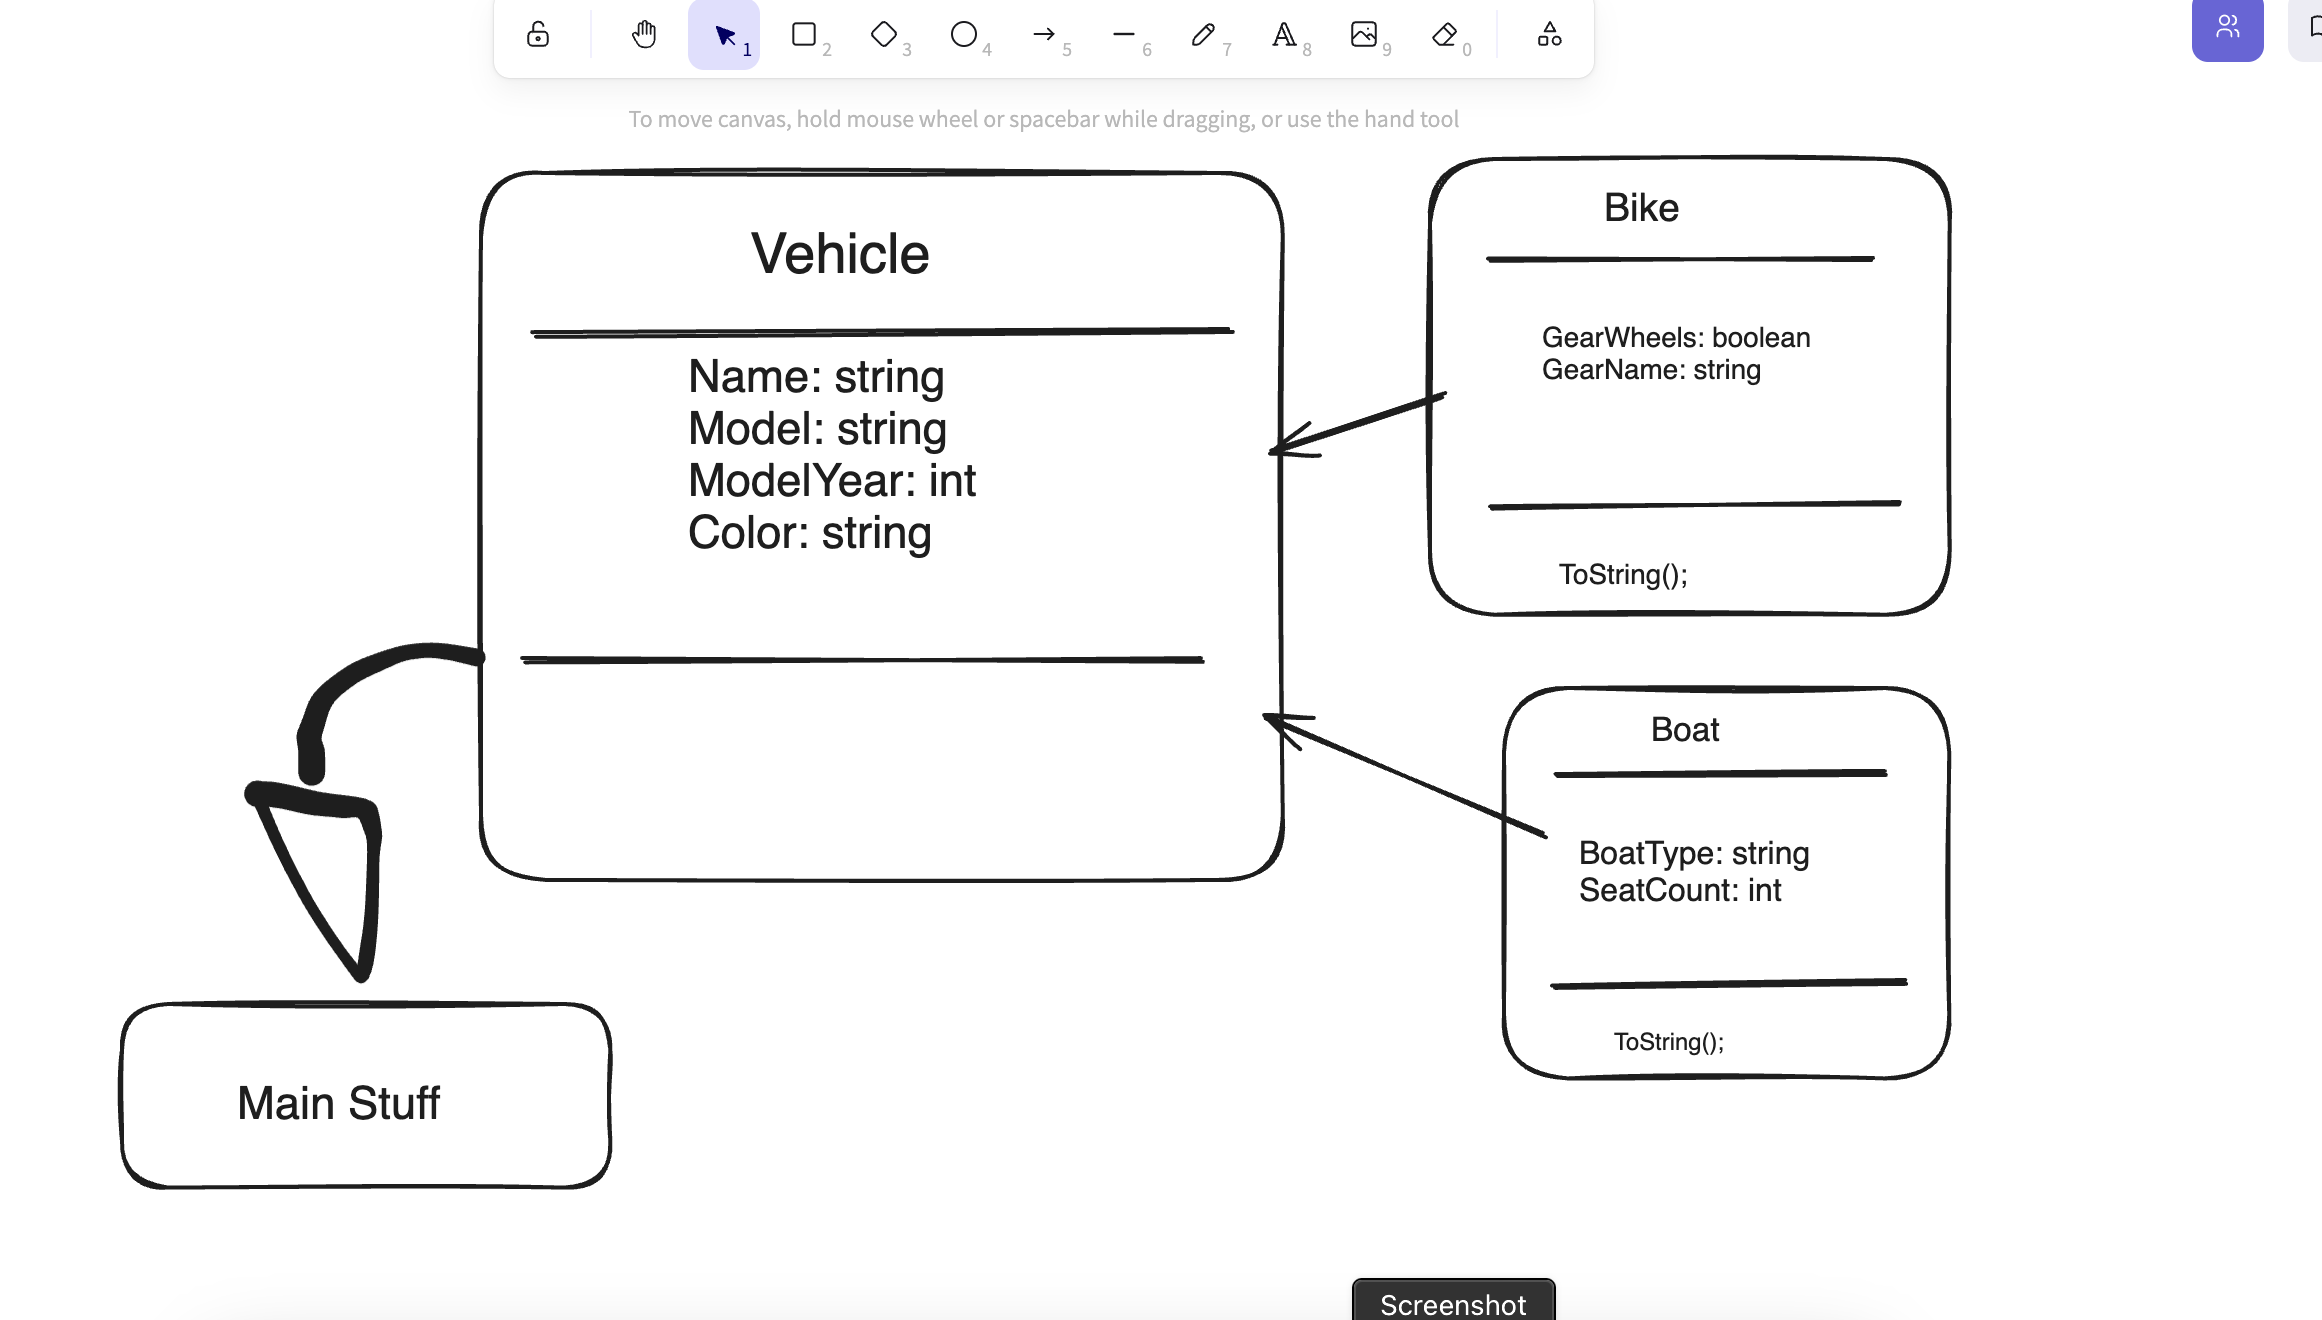 1
2
3
4
5
6
7
A 8
9
0
To move canvas, hold mouse wheel or spacebar while dragging, or use the hand tool
Vehicle
Name: string
Model: string
ModelYear: int
Color: string
Bike
GearWheels: boolean
GearName: string
ToString();
Boat
BoatType: string
SeatCount: int
ToString();
Main Stuff
Screenshot